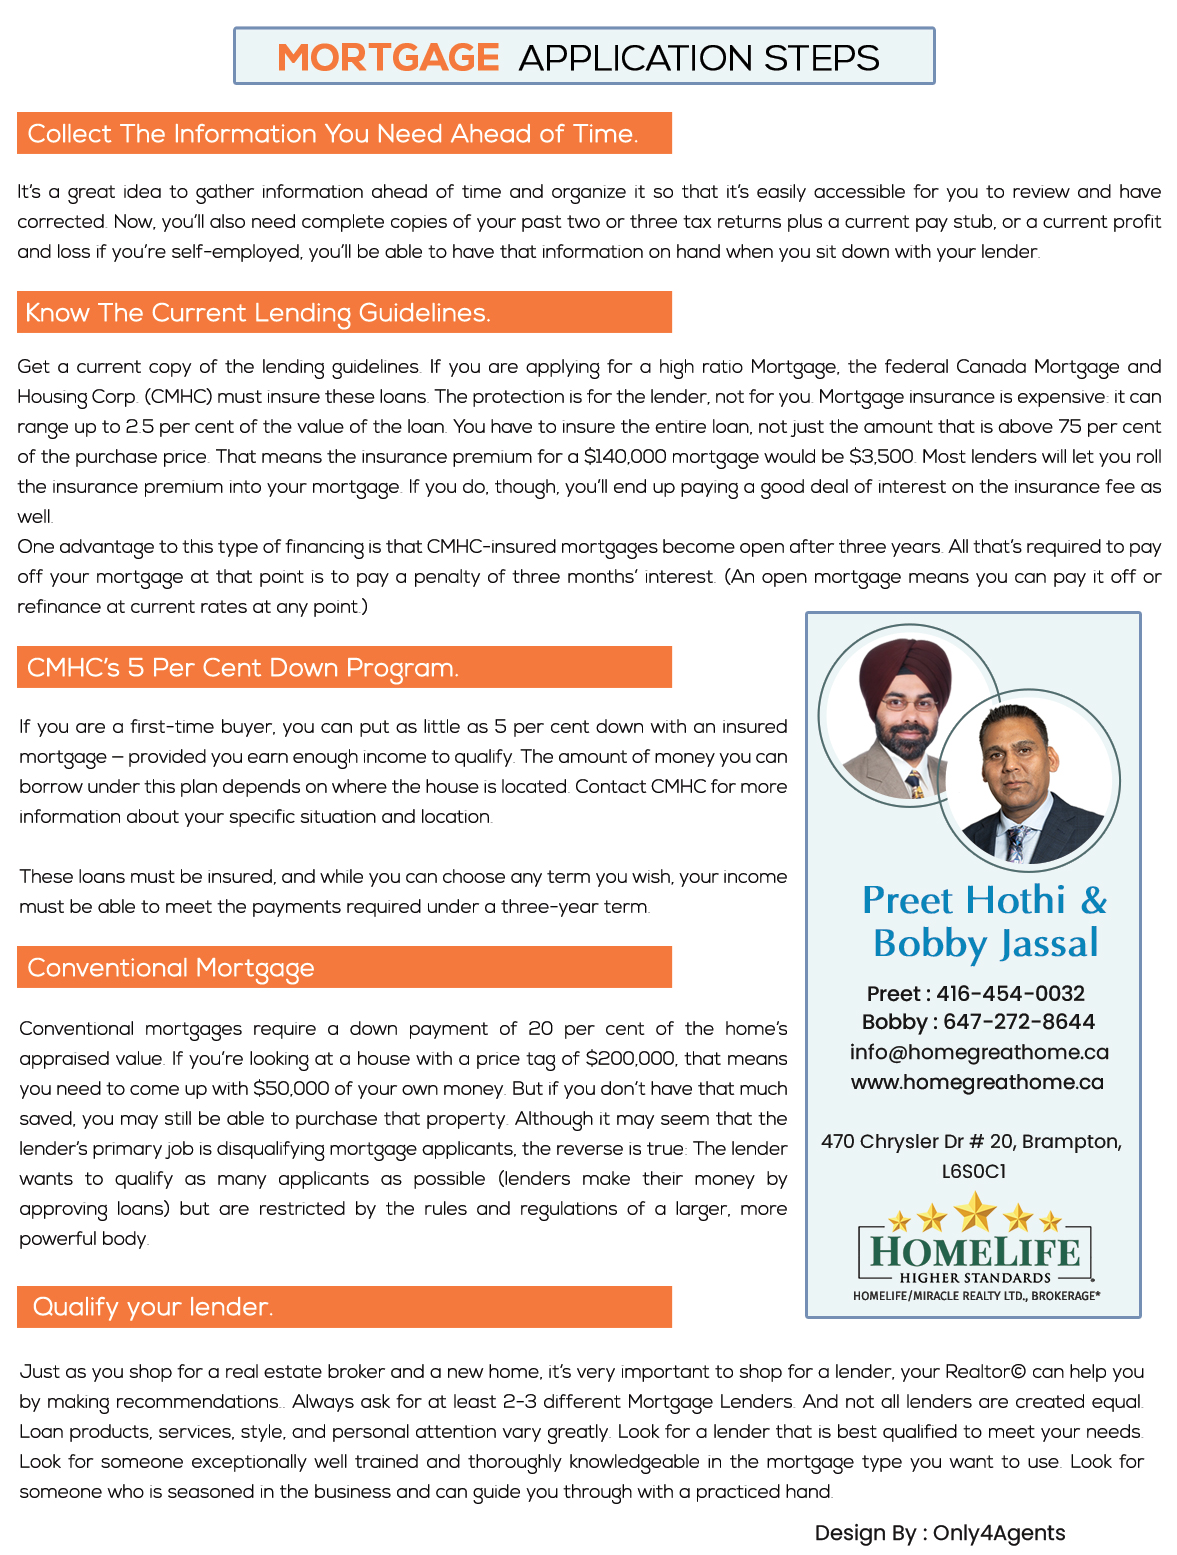 MORTGAGE APPLICATION STEPS
Collect The Information You Need Ahead of Time.
It's a great idea to gather information ahead of time and organize it so that it's easily accessible for you to review and have
corrected. Now, you'll also need complete copies of your past two or three tax returns plus a current pay stub, or a current profit
and loss if you're self-employed, you'll be able to have that information on hand when you sit down with your lender.
Know The Current Lending Guidelines.
Get a current copy of the lending guidelines. If you are applying for a high ratio Mortgage, the federal Canada Mortgage and
Housing Corp. (CMHC) must insure these loans. The protection is for the lender, not for you. Mortgage insurance is expensive: it can
range up to 2.5 per cent of the value of the loan. You have to insure the entire loan, not just the amount that is above 75 per cent
of the purchase price. That means the insurance premium for a $140,000 mortgage would be $3,500. Most lenders will let you roll
the insurance premium into your mortgage. If you do, though, you'll end up paying a good deal of interest on the insurance fee as
well.
One advantage to this type of financing is that CMHC-insured mortgages become open after three years. All that's required to pay
off your mortgage at that point is to pay a penalty of three months' interest. (An open mortgage means you can pay it off or
refinance at current rates at any point.)
CMHC's 5 Per Cent Down Program.
If you are a first-time buyer, you can put as little as 5 per cent down with an insured
mortgage — provided you earn enough income to qualify. The amount of money you can
borrow under this plan depends on where the house is located. Contact CMHC for more
information about your specific situation and location.
These loans must be insured, and while you can choose any term you wish, your income
must be able to meet the payments required under a three-year term.
Conventional Mortgage
Conventional mortgages require a down payment of 20 per cent of the home's
appraised value. If you're looking at a house with a price tag of $200,000, that means
you need to come up with $50,000 of your own money. But if you don't have that much
saved, you may still be able to purchase that property. Although it may seem that the
lender's primary job is disqualifying mortgage applicants, the reverse is true: The lender
wants to qualify as many applicants as possible (lenders make their money by
approving loans) but are restricted by the rules and regulations of a larger, more
powerful body.
Preet Hothi &
Bobby Jassal
Preet : 416-454-0032
Bobby : 647-272-8644
info@homegreathome.ca
www.homegreathome.ca
470 Chrysler Dr # 20, Brampton,
L6S0C1
HOMELIFE
HIGHER STANDARDS
HOMELIFE/MIRACLE REALTY LTD., BROKERAGE*
Qualify your lender.
Just as you shop for a real estate broker and a new home, it's very important to shop for a lender, your Realtor© can help you
by making recommendations.. Always ask for at least 2-3 different Mortgage Lenders. And not all lenders are created equal.
Loan products, services, style, and personal attention vary greatly. Look for a lender that is best qualified to meet your needs.
Look for someone exceptionally well trained and thoroughly knowledgeable in the mortgage type you want to use. Look for
someone who is seasoned in the business and can guide you through with a practiced hand.
Design By : Only4Agents